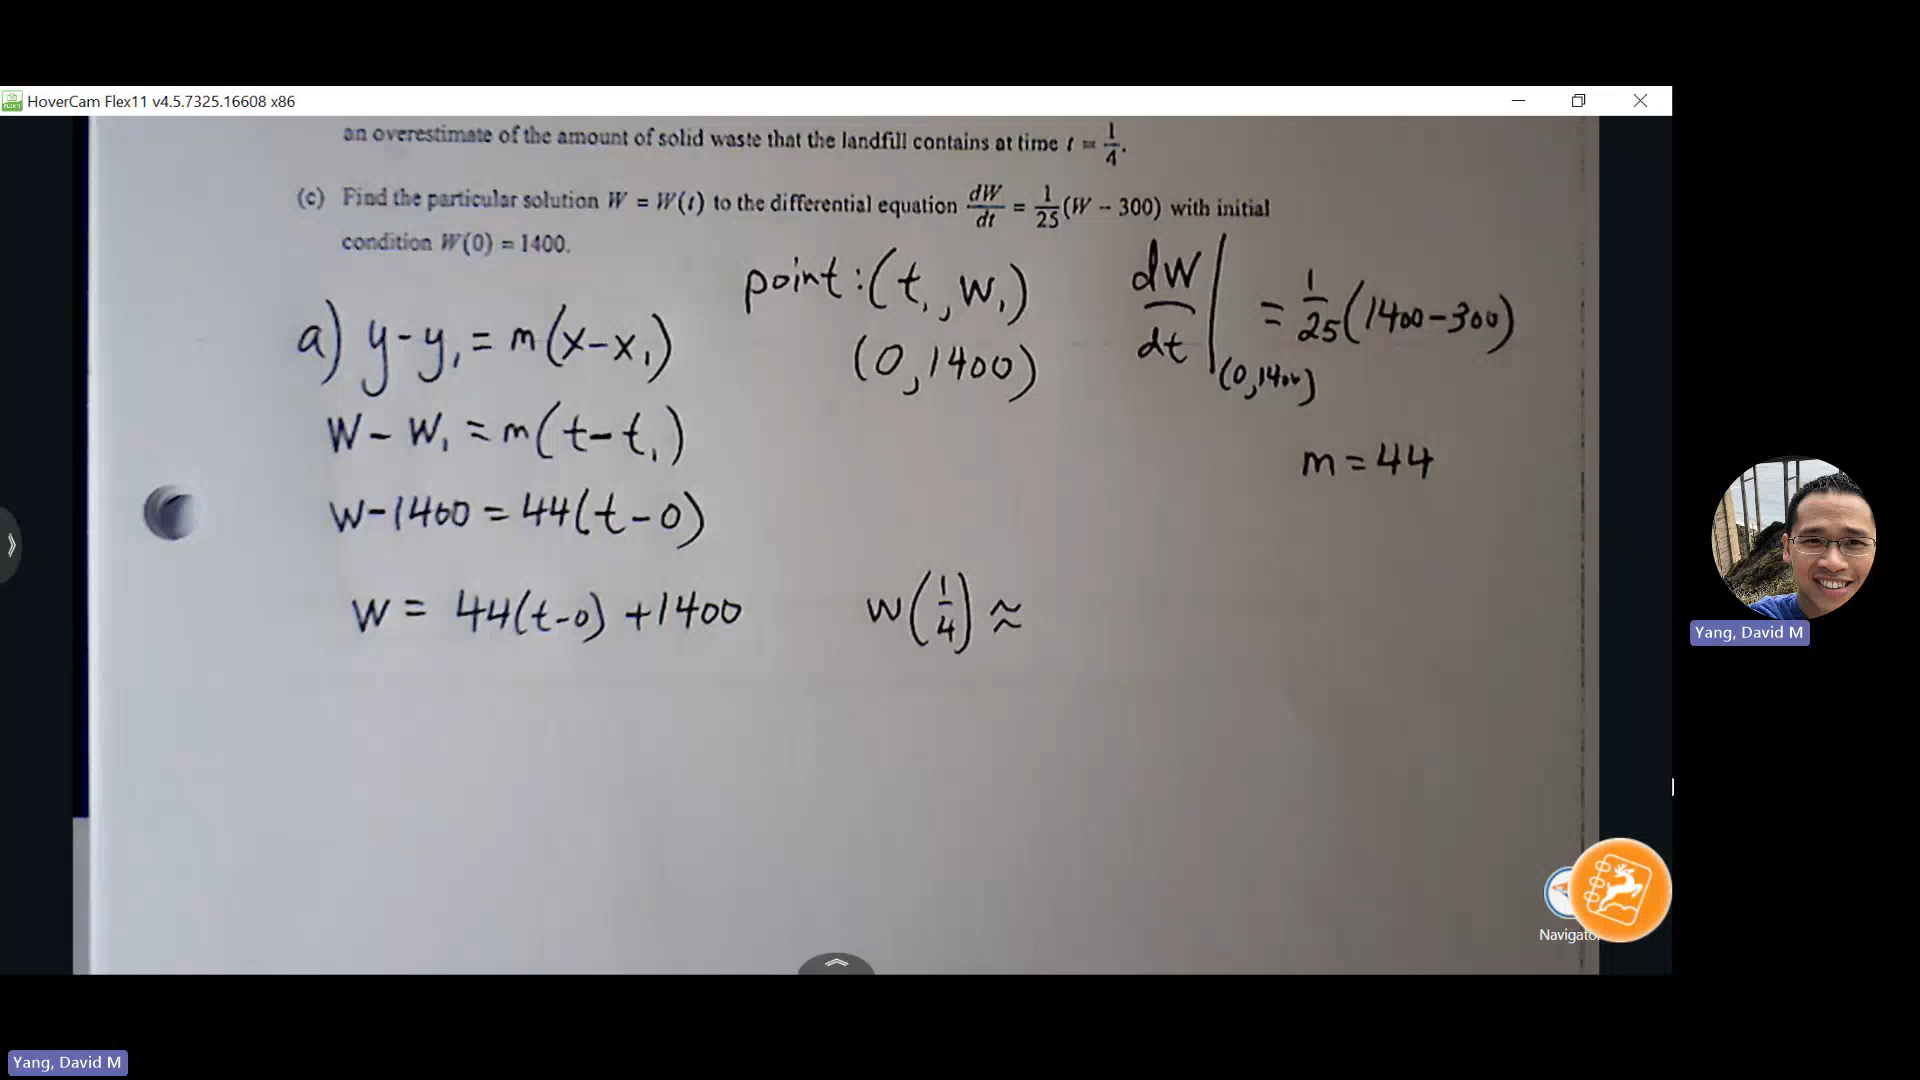 HoverCam Flex11 v4.5.7325.16608 x86
an overestimate of the amount of solid waste that the landfill contains at time t = 1/4.
(c) Find the particular solution W = W(t) to the differential equation dW/dt = 1/25(W − 300) with initial
condition W(0) = 1400.
a) y-y₁ = m(x-x₁)
W-W₁ = m(t-t₁)
W-1400 = 44(t-0)
W = 44(t-0) +1400
point: (t₁, W₁)
(0, 1400)
dW/dt|(0,1400) = 1/25(1400-300)
m = 44
W(1/4) ≈
Navigato
Yang, David M
Yang, David M